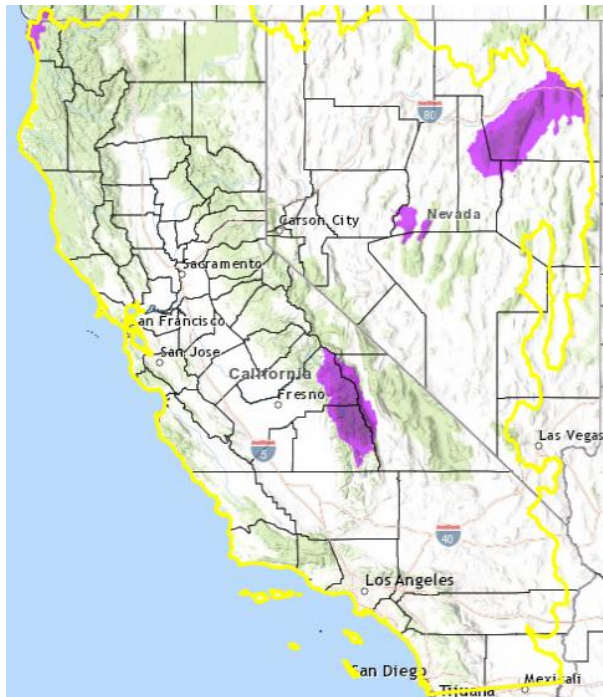 80
Nevada
Carson City
Sacramento
San Francisco
San Jose
California
Fresno
5
Las Vegas
40
Los Angeles
San Diego
Tijuana
Mexicali